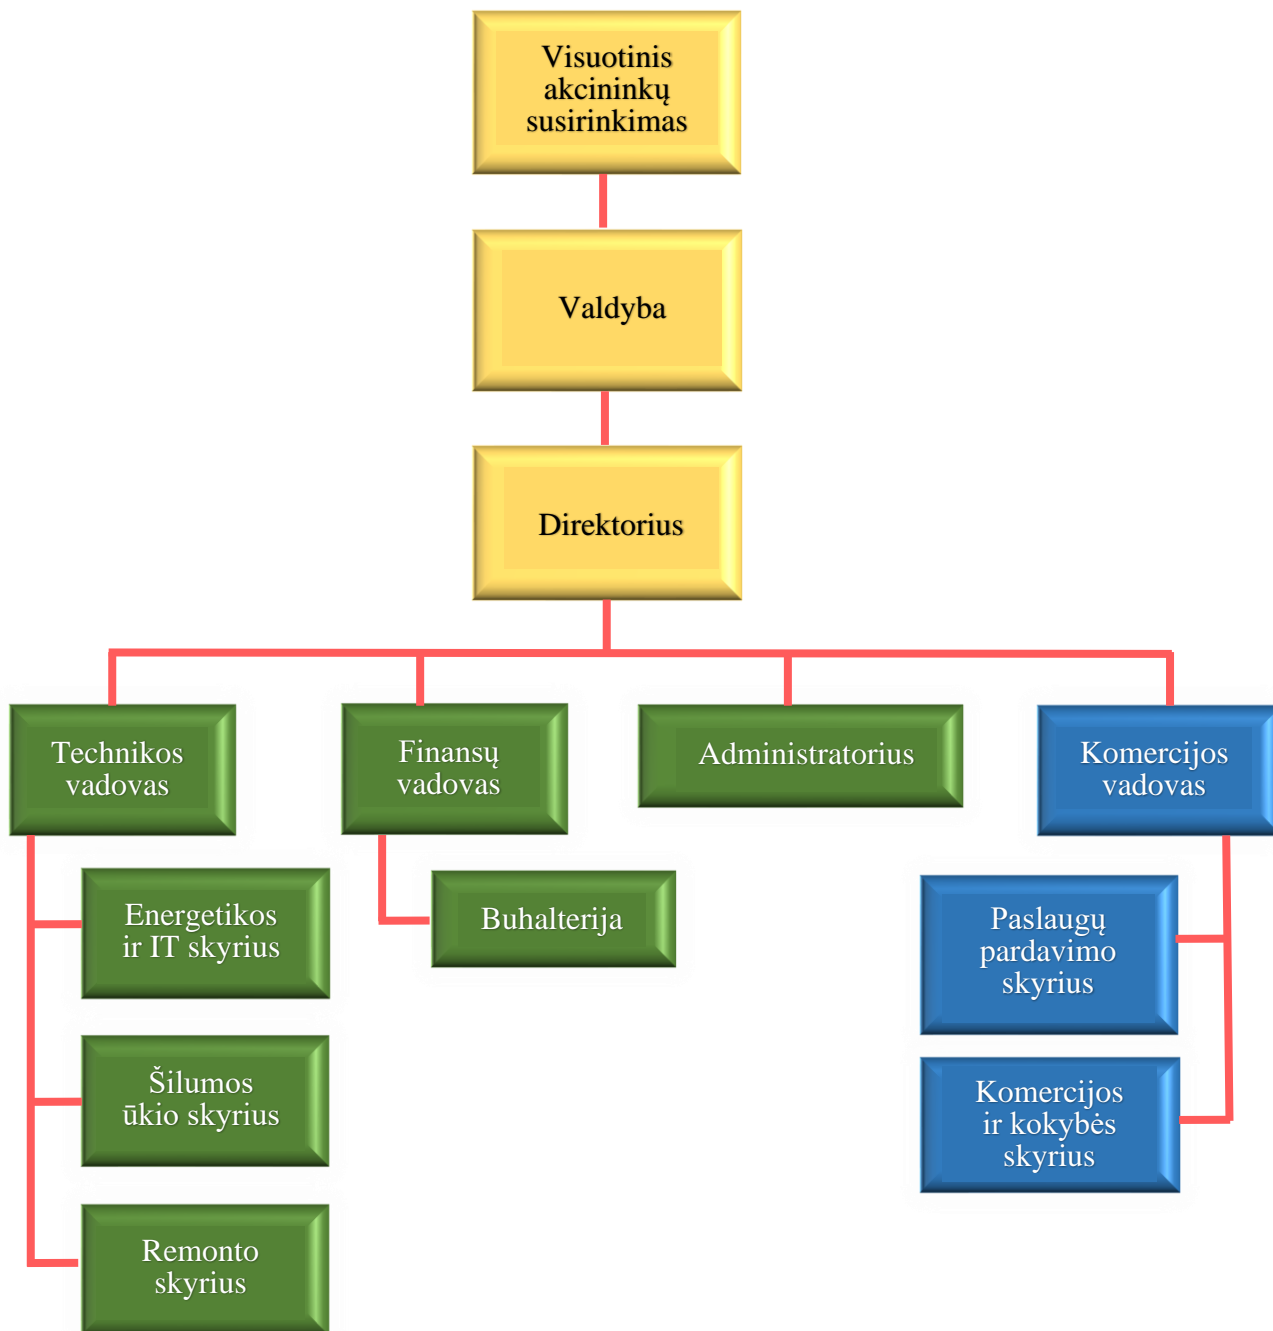 Visuotinis
akcininkų
susirinkimas
Valdyba
Direktorius
Technikos
vadovas
Finansų
vadovas
Administratorius
Komercijos
vadovas
Energetikos
ir IT skyrius
Buhalterija
Paslaugų
pardavimo
skyrius
Šilumos
ūkio skyrius
Komercijos
ir kokybės
skyrius
Remonto
skyrius